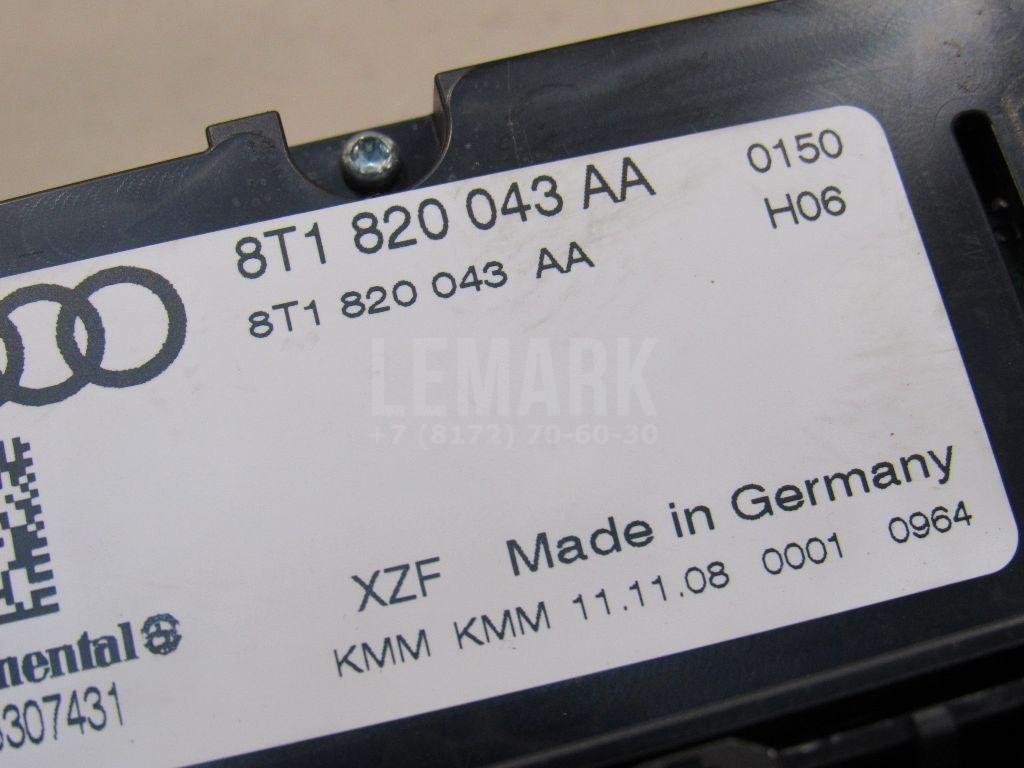 8T1 820 043 AA 0150
8T1 820 043 AA H06
LEMARK
+7 (8172) 70-60-30
XZF Made in Germany
KMM KMM 11.11.08 0001 0964
307431